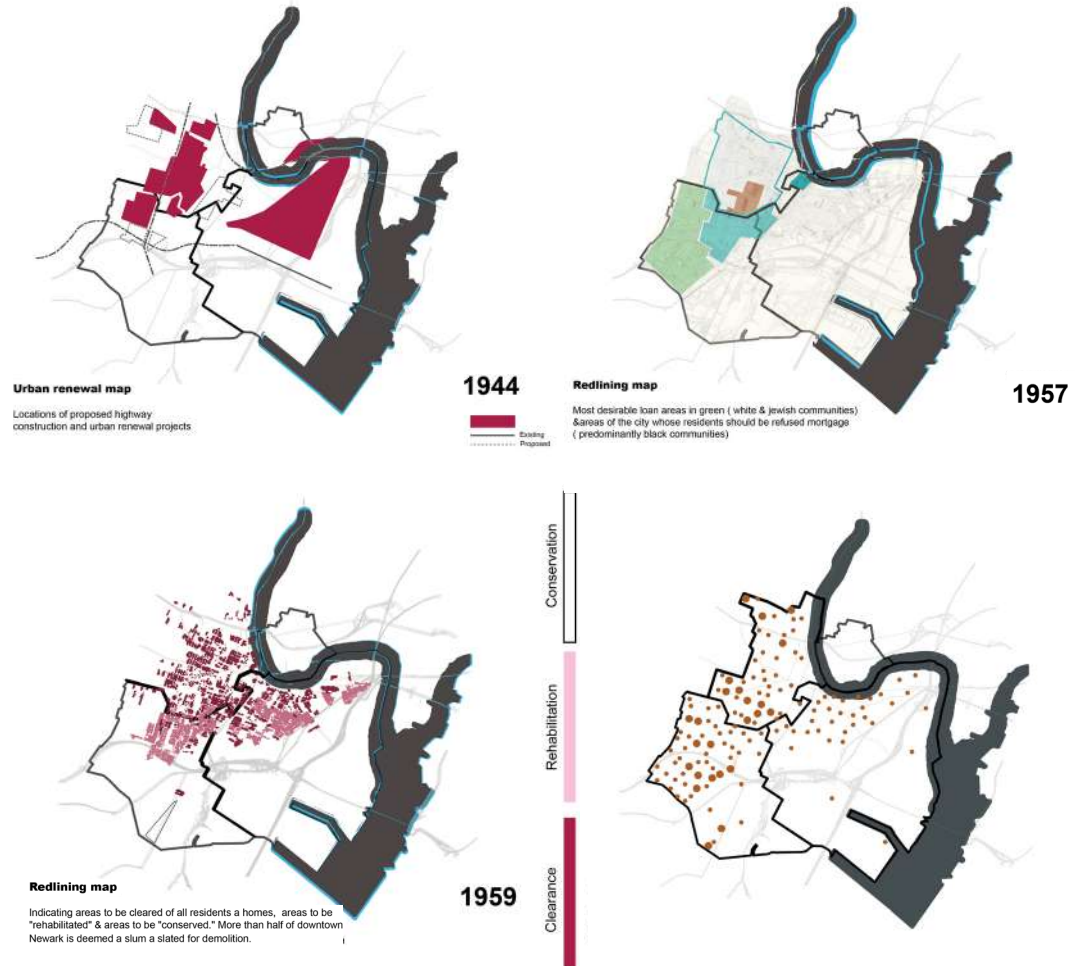 Urban renewal map
Locations of proposed highway
construction and urban renewal projects
1944
Existing
Proposed
Redlining map
Most desirable loan areas in green ( white & jewish communities)
&areas of the city whose residents should be refused mortgage
( predominantly black communities)
1957
Redlining map
Indicating areas to be cleared of all residents a homes, areas to be
"rehabilitated" & areas to be "conserved." More than half of downtown
Newark is deemed a slum a slated for demolition.
1959
Conservation
Rehabilitation
Clearance